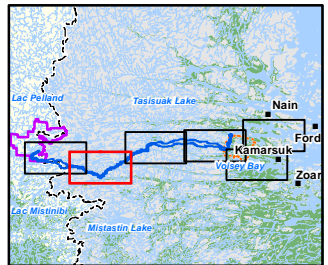 Lac Pelland
Tasisuak Lake
Nain
Ford
Kamarsuk
Voisey Bay
Zoar
Lac Mistinibi
Mistastin Lake